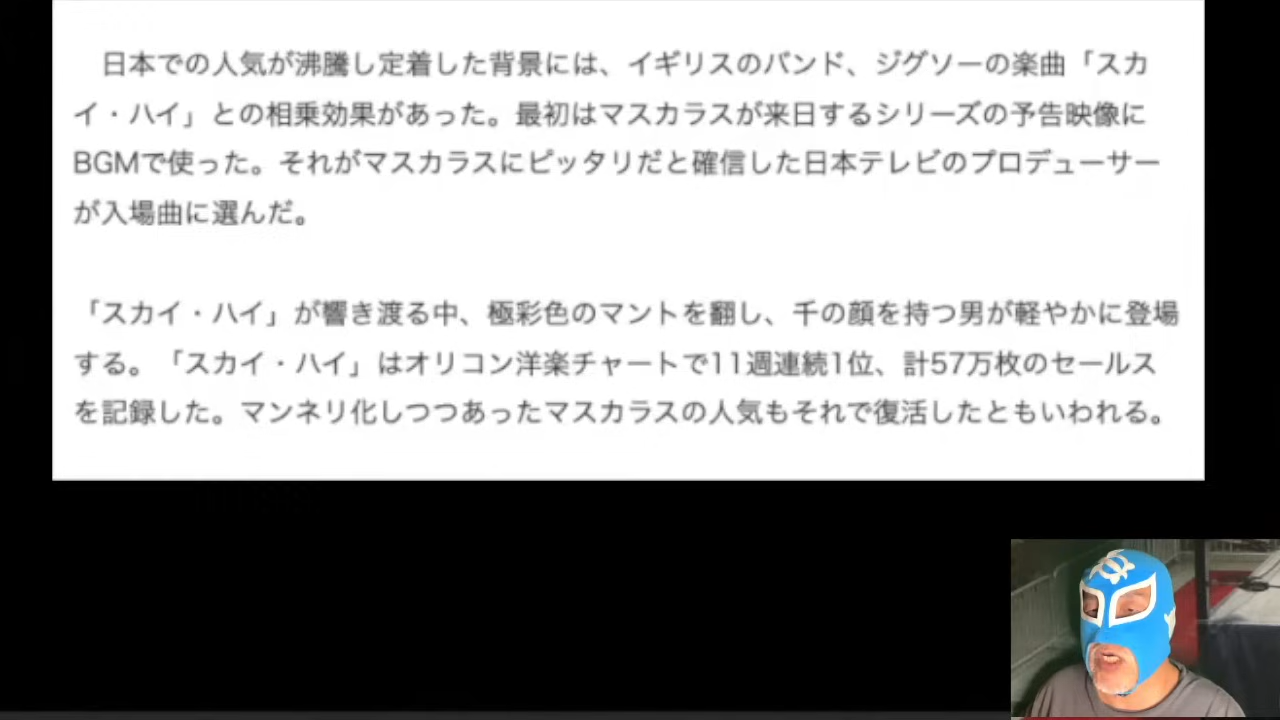 日本での人気が沸騰し定着した背景には、イギリスのバンド、ジグソーの楽曲「スカ
イ・ハイ」との相乗効果があった。最初はマスカラスが来日するシリーズの予告映像に
BGMで使った。それがマスカラスにピッタリだと確信した日本テレビのプロデューサー
が入場曲に選んだ。
「スカイ・ハイ」が響き渡る中、極彩色のマントを翻し、千の顔を持つ男が軽やかに登場
する。「スカイ・ハイ」はオリコン洋楽チャートで11週連続1位、計57万枚のセールス
を記録した。マンネリ化しつつあったマスカラスの人気もそれで復活したともいわれる。